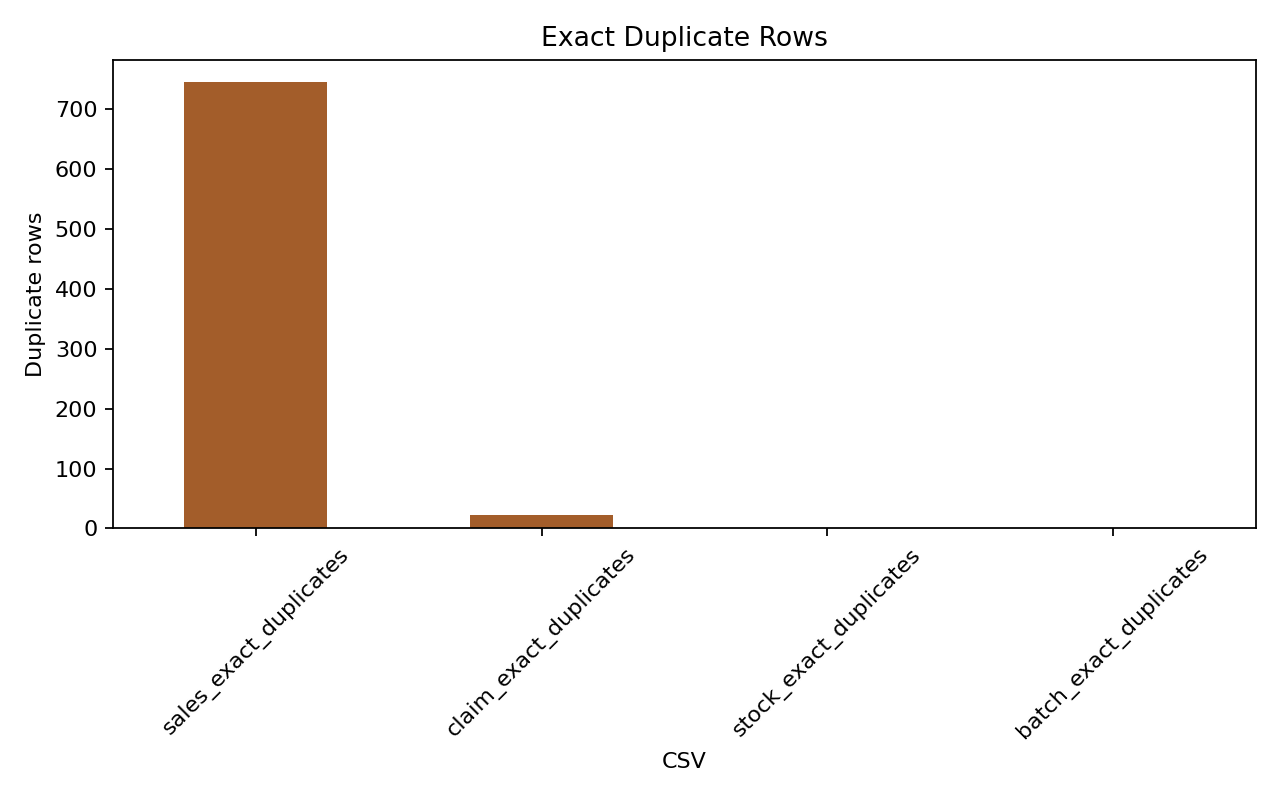 Exact Duplicate Rows
Duplicate rows
700
600
500
400
300
200
100
0
sales_exact_duplicates
claim_exact_duplicates
stock_exact_duplicates
batch_exact_duplicates
CSV